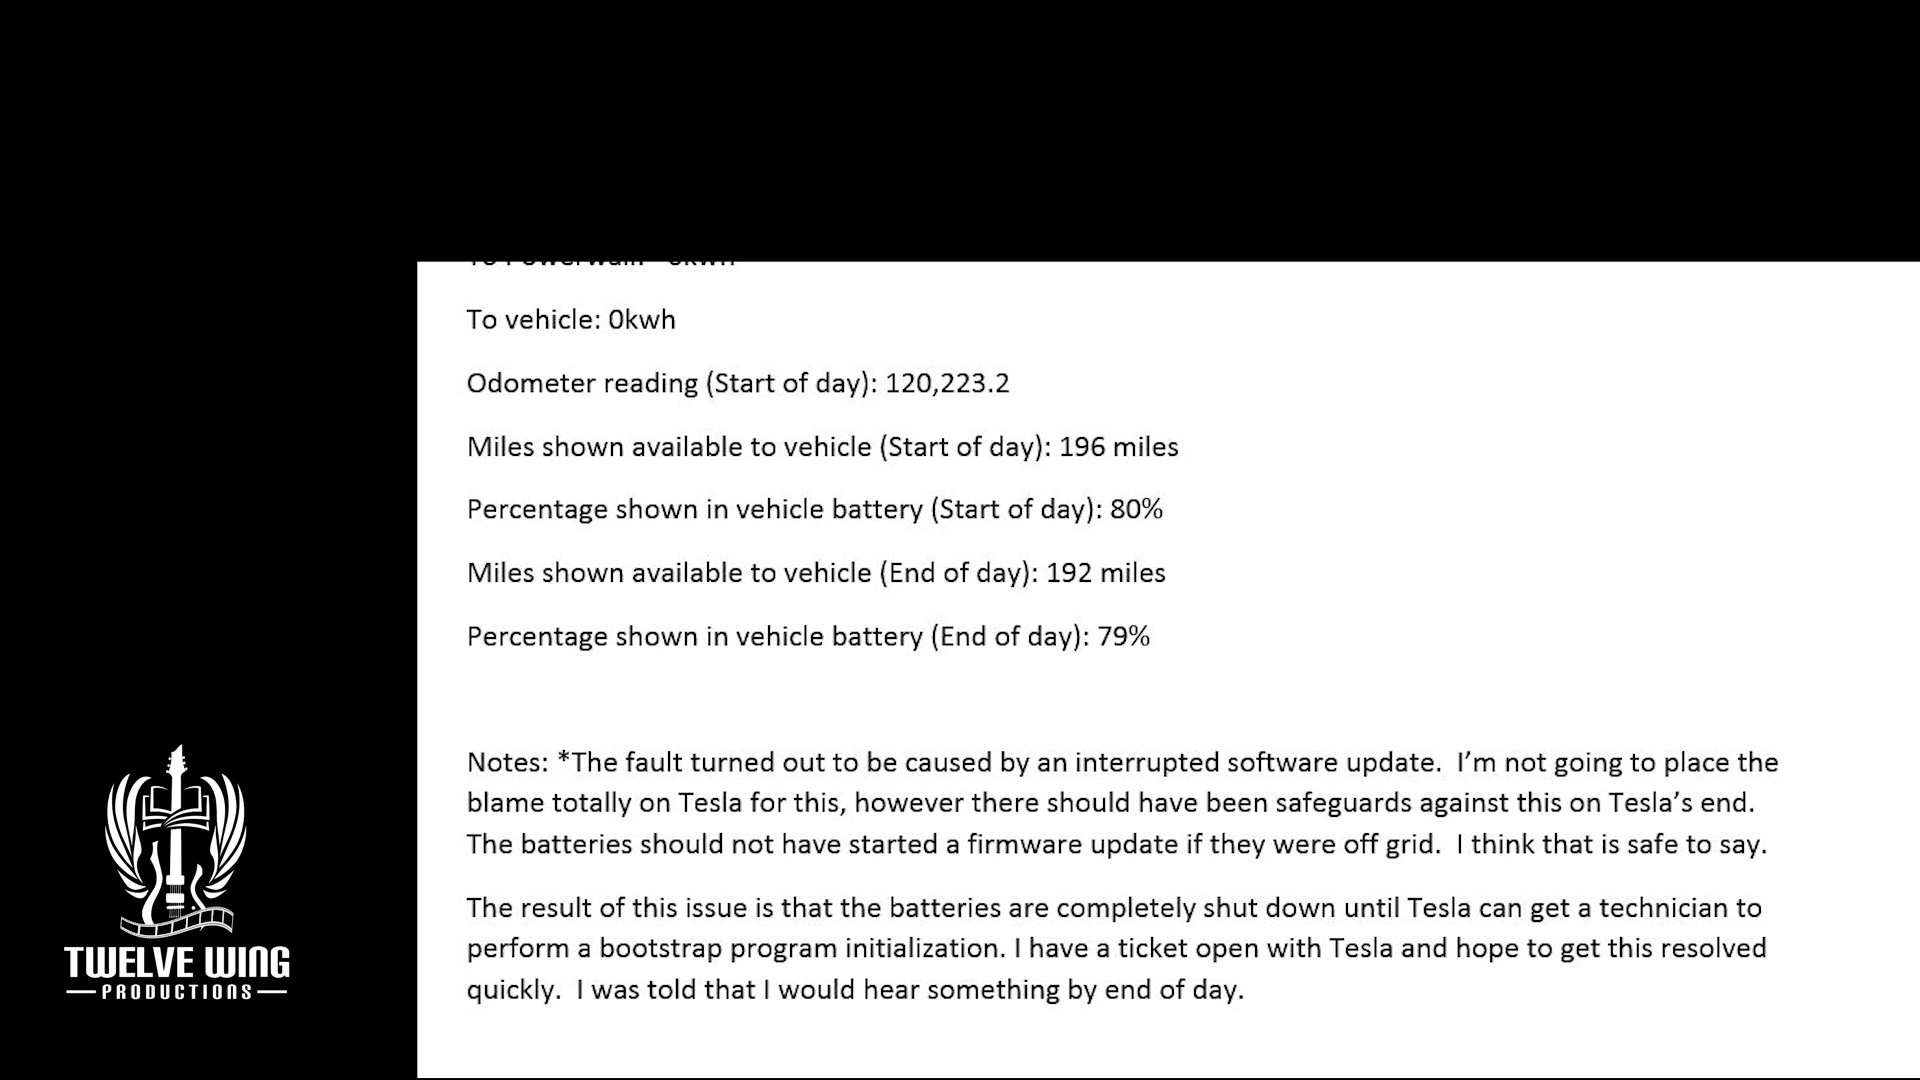 To vehicle: 0kwh
Odometer reading (Start of day): 120,223.2
Miles shown available to vehicle (Start of day): 196 miles
Percentage shown in vehicle battery (Start of day): 80%
Miles shown available to vehicle (End of day): 192 miles
Percentage shown in vehicle battery (End of day): 79%
Notes: *The fault turned out to be caused by an interrupted software update.  I’m not going to place the
blame totally on Tesla for this, however there should have been safeguards against this on Tesla’s end.
The batteries should not have started a firmware update if they were off grid.  I think that is safe to say.
The result of this issue is that the batteries are completely shut down until Tesla can get a technician to
perform a bootstrap program initialization. I have a ticket open with Tesla and hope to get this resolved
quickly.  I was told that I would hear something by end of day.
TWELVE WING
PRODUCTIONS